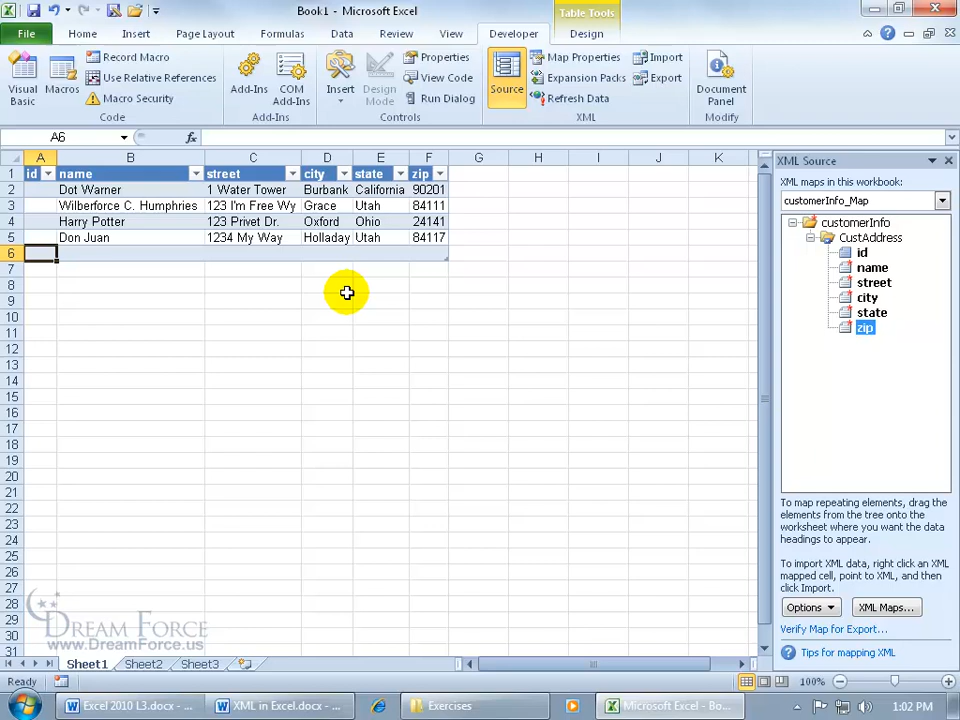 Book1 - Microsoft Excel
Table Tools
File Home Insert Page Layout Formulas Data Review View Developer Design
Visual Basic
Macros
Record Macro
Use Relative References
Macro Security
Code
Add-Ins
COM Add-Ins
Add-Ins
Insert
Design Mode
Properties
View Code
Run Dialog
Controls
Source
Map Properties
Expansion Packs
Refresh Data
Import
Export
XML
Document Panel
Modify
A6
fx
A B C D E F G H I J K
1 id name street city state zip
2 Dot Warner 1 Water Tower Burbank California 90201
3 Wilberforce C. Humphries 123 I'm Free Wy Grace Utah 84111
4 Harry Potter 123 Privet Dr. Oxford Ohio 24141
5 Don Juan 1234 My Way Holladay Utah 84117
6
7
8
9
10
11
12
13
14
15
16
17
18
19
20
21
22
23
24
25
26
27
28
29
30
31
XML Source
XML maps in this workbook:
customerInfo_Map
customerInfo
CustAddress
id
name
street
city
state
zip
To map repeating elements, drag the
elements from the tree onto the
worksheet where you want the data
headings to appear.
To import XML data, right click an XML
mapped cell, point to XML, and then
click Import.
Options
XML Maps...
Verify Map for Export...
Tips for mapping XML
DREAM FORCE
www.DreamForce.us
Sheet1 Sheet2 Sheet3
Ready
100%
Excel 2010 L3.docx - ...
XML in Excel.docx - ...
Exercises
Microsoft Excel - Bo...
1:02 PM